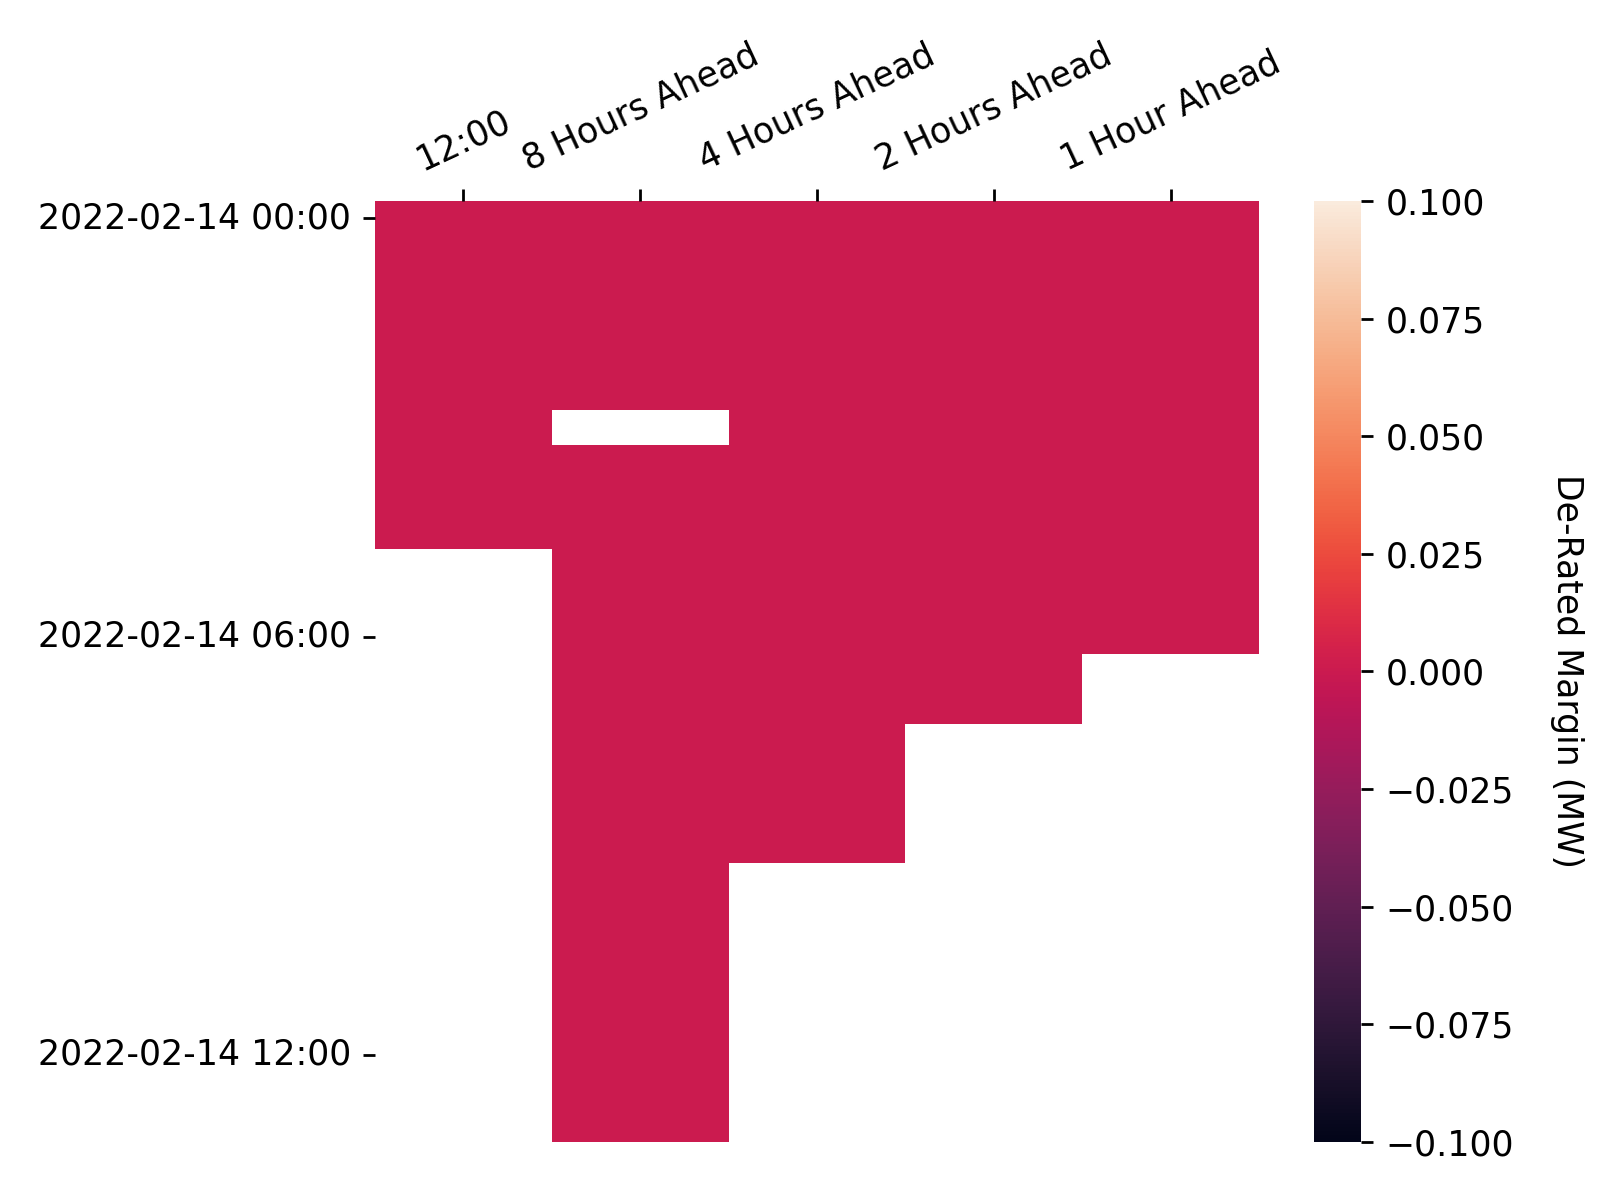 12:00
8 Hours Ahead
4 Hours Ahead
2 Hours Ahead
1 Hour Ahead
2022-02-14 00:00
2022-02-14 06:00
2022-02-14 12:00
0.100
0.075
0.050
0.025
0.000
−0.025
−0.050
−0.075
−0.100
De-Rated Margin (MW)